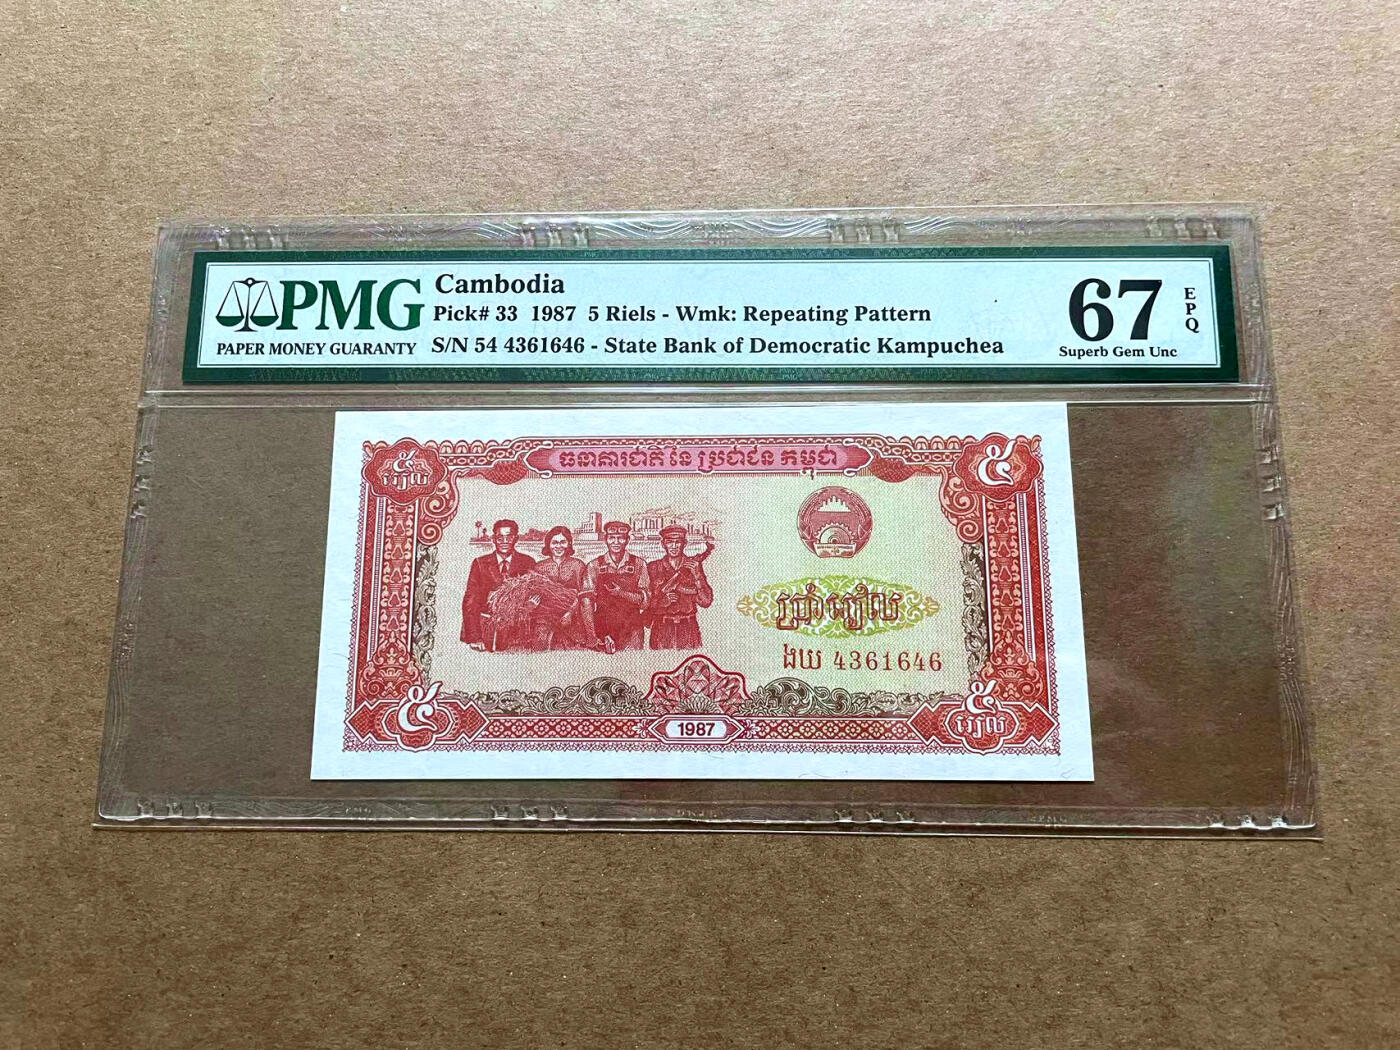 PMG
PAPER MONEY GUARANTY
Cambodia
Pick# 33 1987 5 Riels - Wmk: Repeating Pattern
S/N 54 4361646 - State Bank of Democratic Kampuchea
67
EPQ
Superb Gem Unc
ធនាគារជាតិ នៃ ប្រជាជន កម្ពុជា
៥
រៀល
៥
ប្រាំរៀល
ងឃ 4361646
៥
1987
៥
រៀល